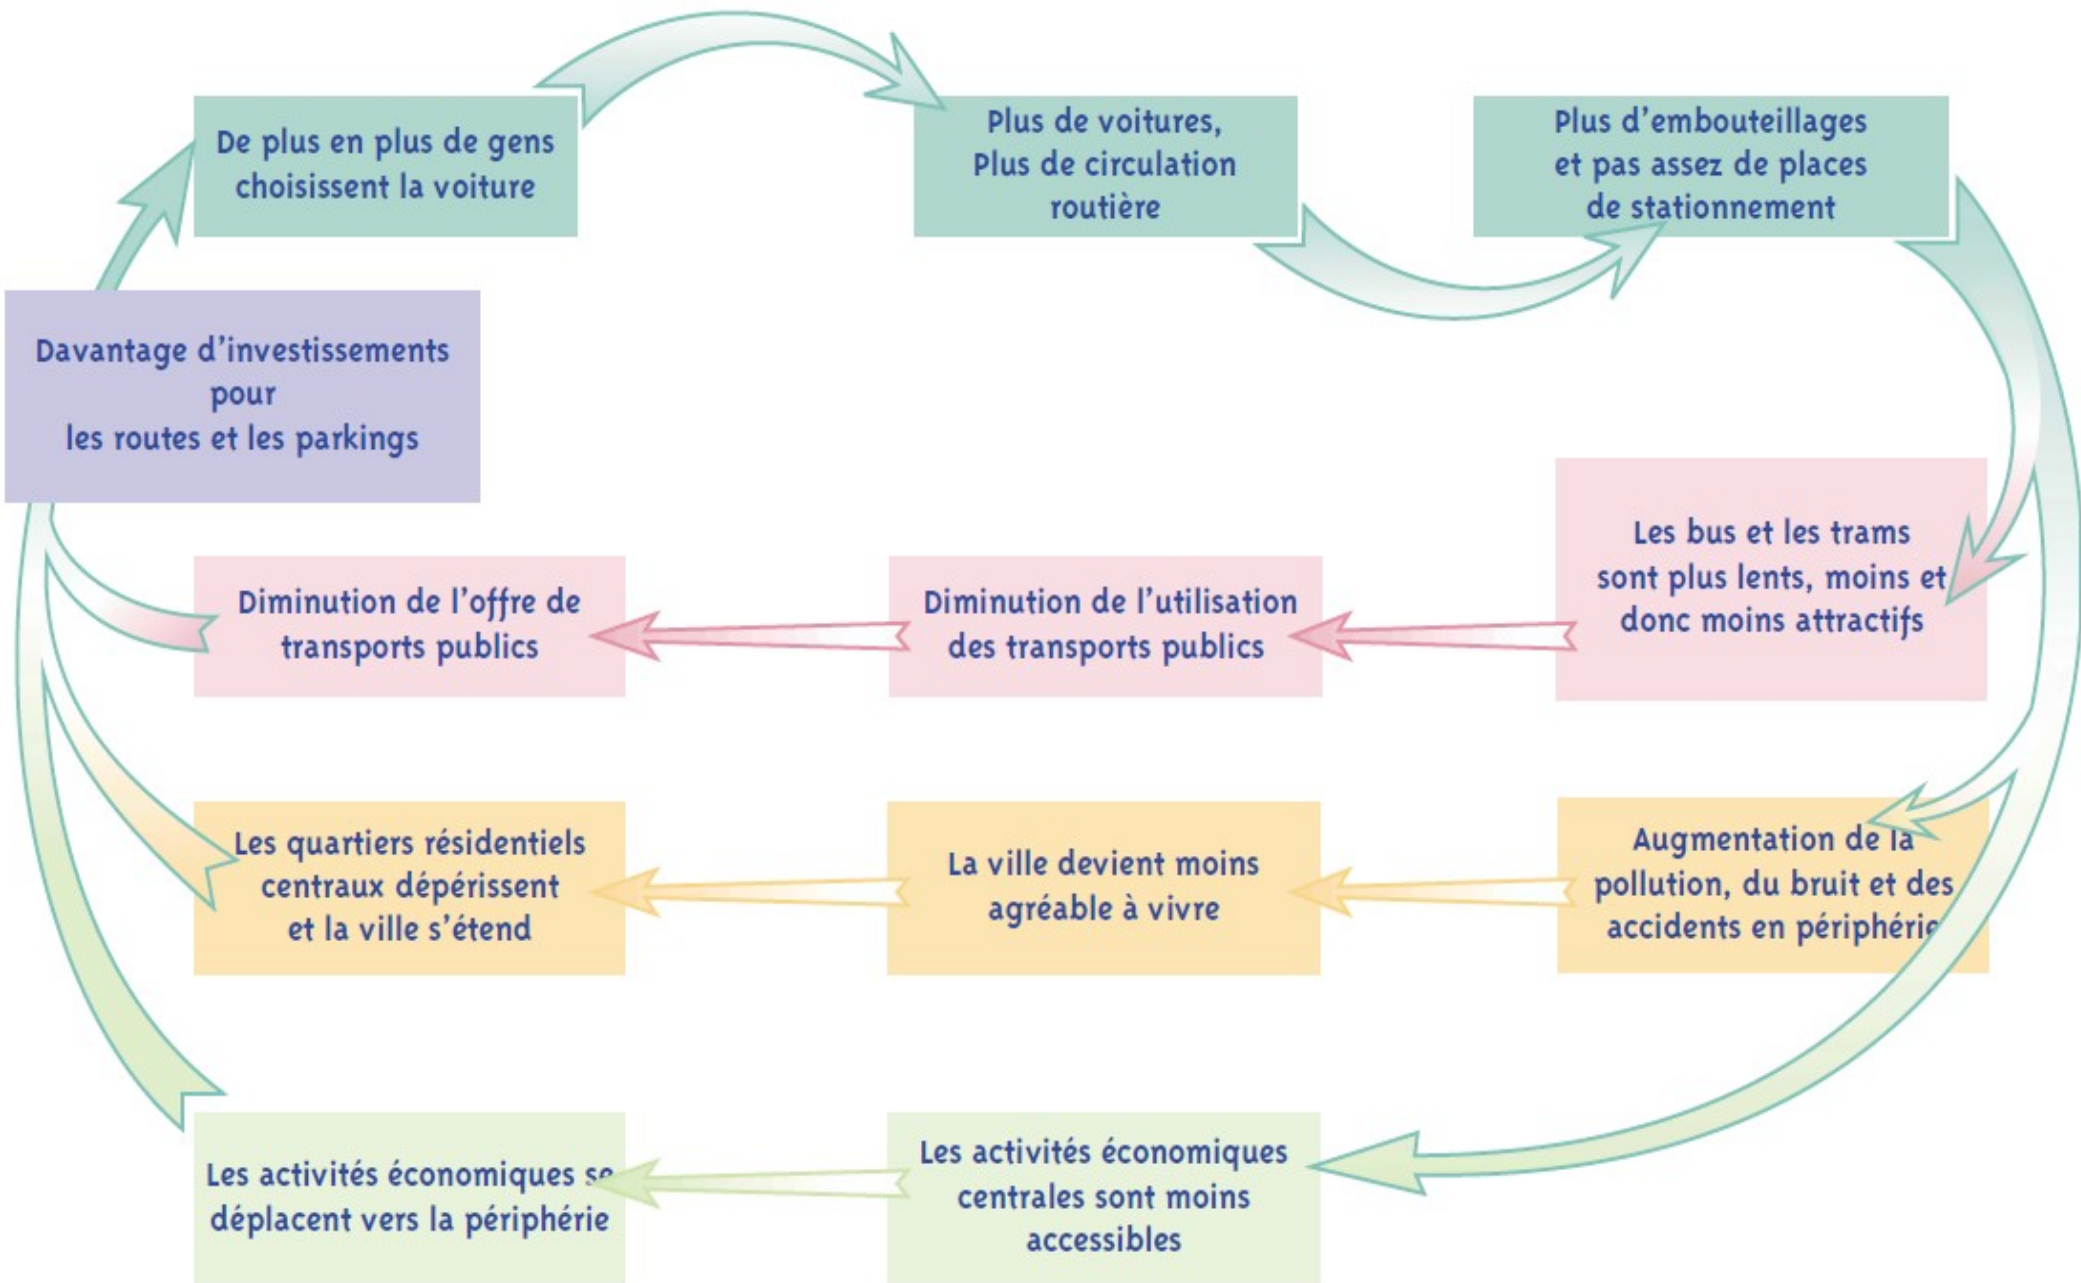 De plus en plus de gens
choisissent la voiture
Plus de voitures,
Plus de circulation
routière
Plus d'embouteillages
et pas assez de places
de stationnement
Davantage d'investissements
pour
les routes et les parkings
Les bus et les trams
sont plus lents, moins et
donc moins attractifs
Diminution de l'utilisation
des transports publics
Diminution de l'offre de
transports publics
Augmentation de la
pollution, du bruit et des
accidents en périphérie
La ville devient moins
agréable à vivre
Les quartiers résidentiels
centraux dépérissent
et la ville s'étend
Les activités économiques
centrales sont moins
accessibles
Les activités économiques se
déplacent vers la périphérie